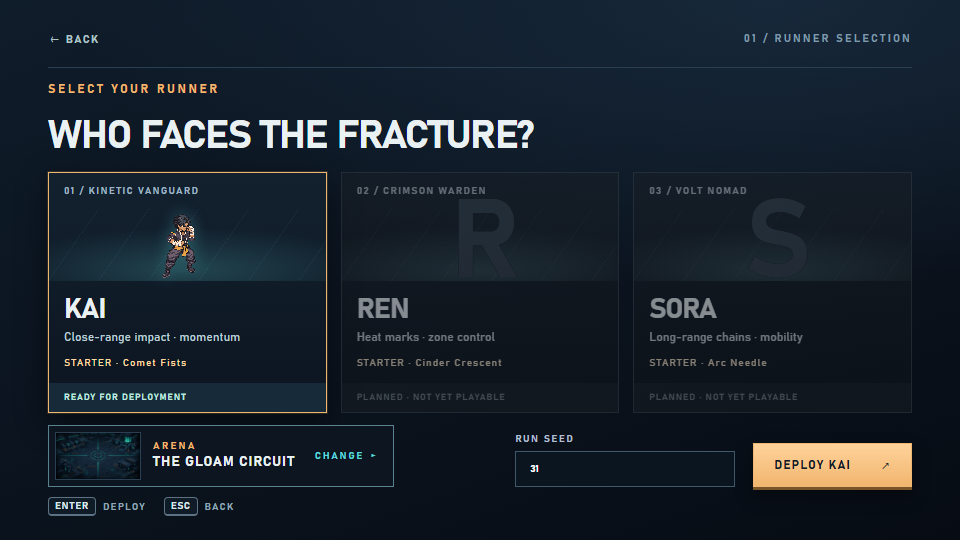 ← BACK
01 / RUNNER SELECTION
SELECT YOUR RUNNER
WHO FACES THE FRACTURE?
01 / KINETIC VANGUARD
KAI
Close-range impact · momentum
STARTER · Comet Fists
READY FOR DEPLOYMENT
02 / CRIMSON WARDEN
R
REN
Heat marks · zone control
STARTER · Cinder Crescent
PLANNED · NOT YET PLAYABLE
03 / VOLT NOMAD
S
SORA
Long-range chains · mobility
STARTER · Arc Needle
PLANNED · NOT YET PLAYABLE
ARENA
THE GLOAM CIRCUIT
CHANGE ►
RUN SEED
31
DEPLOY KAI ↗
ENTER DEPLOY ESC BACK